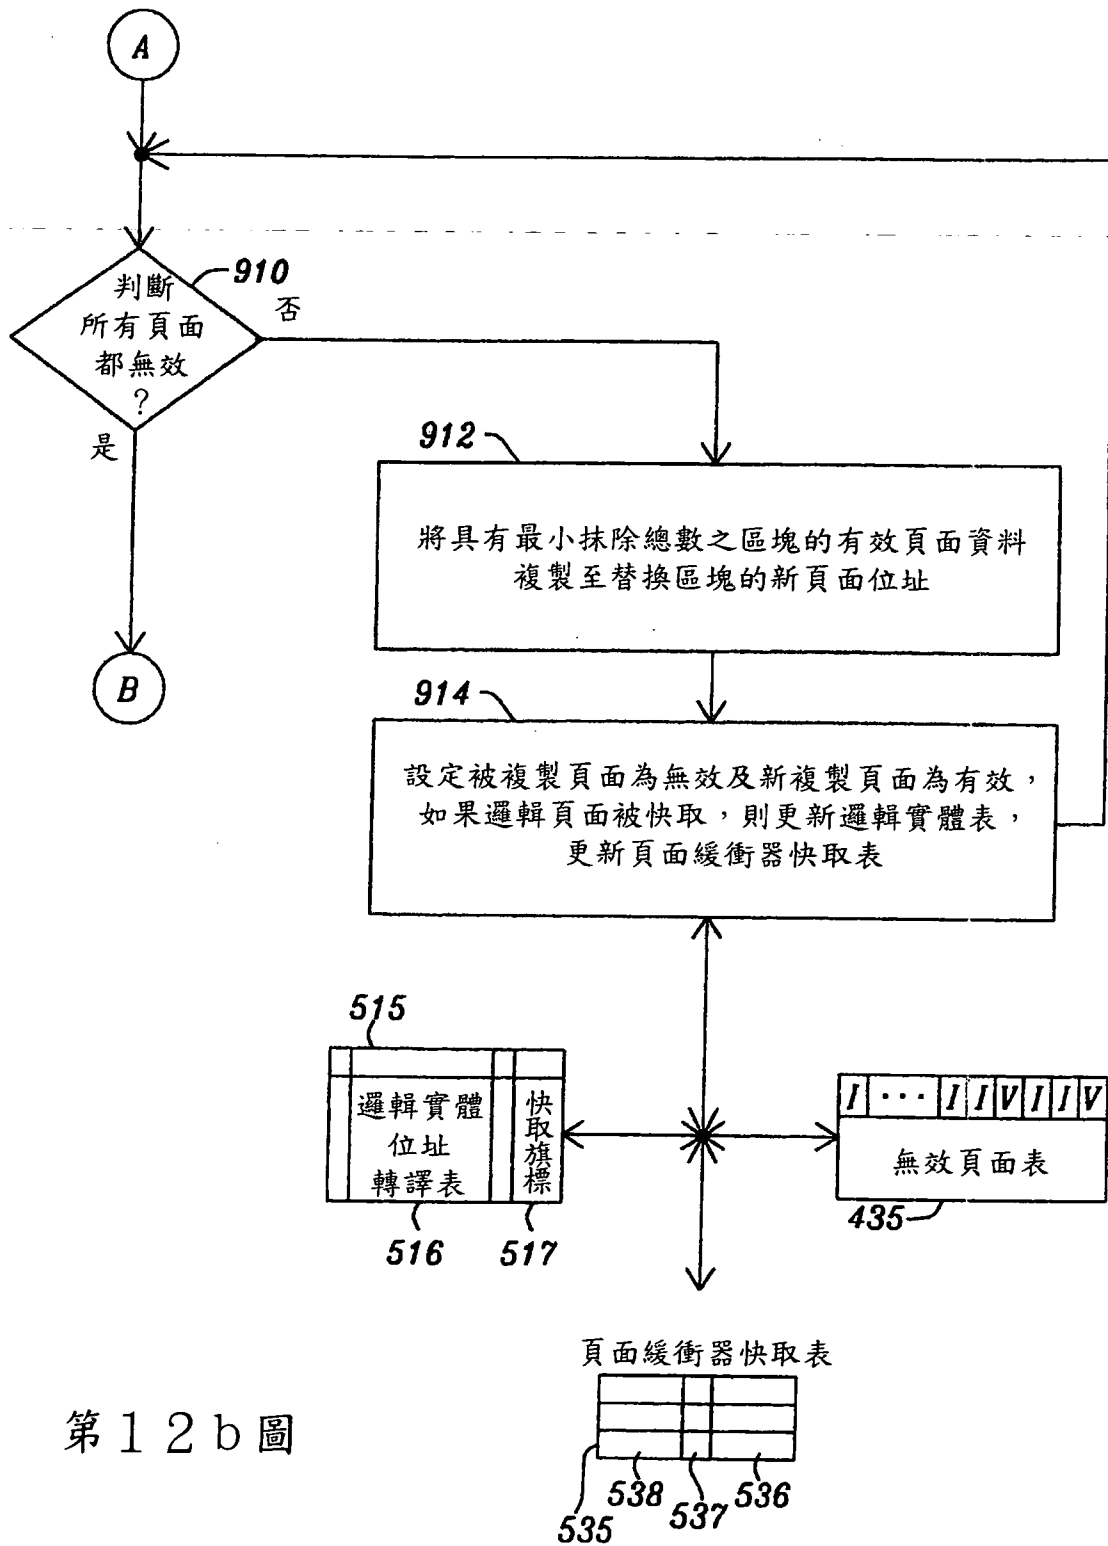 A
910
判斷
所有頁面
都無效
?
否
是
B
912
將具有最小抹除總數之區塊的有效頁面資料
複製至替換區塊的新頁面位址
914
設定被複製頁面為無效及新複製頁面為有效，
如果邏輯頁面被快取，則更新邏輯實體表，
更新頁面緩衝器快取表
515
邏輯實體
位址
轉譯表
快取旗標
516
517
I ··· I I V I I V
無效頁面表
435
頁面緩衝器快取表
538
537
536
535
第12b圖